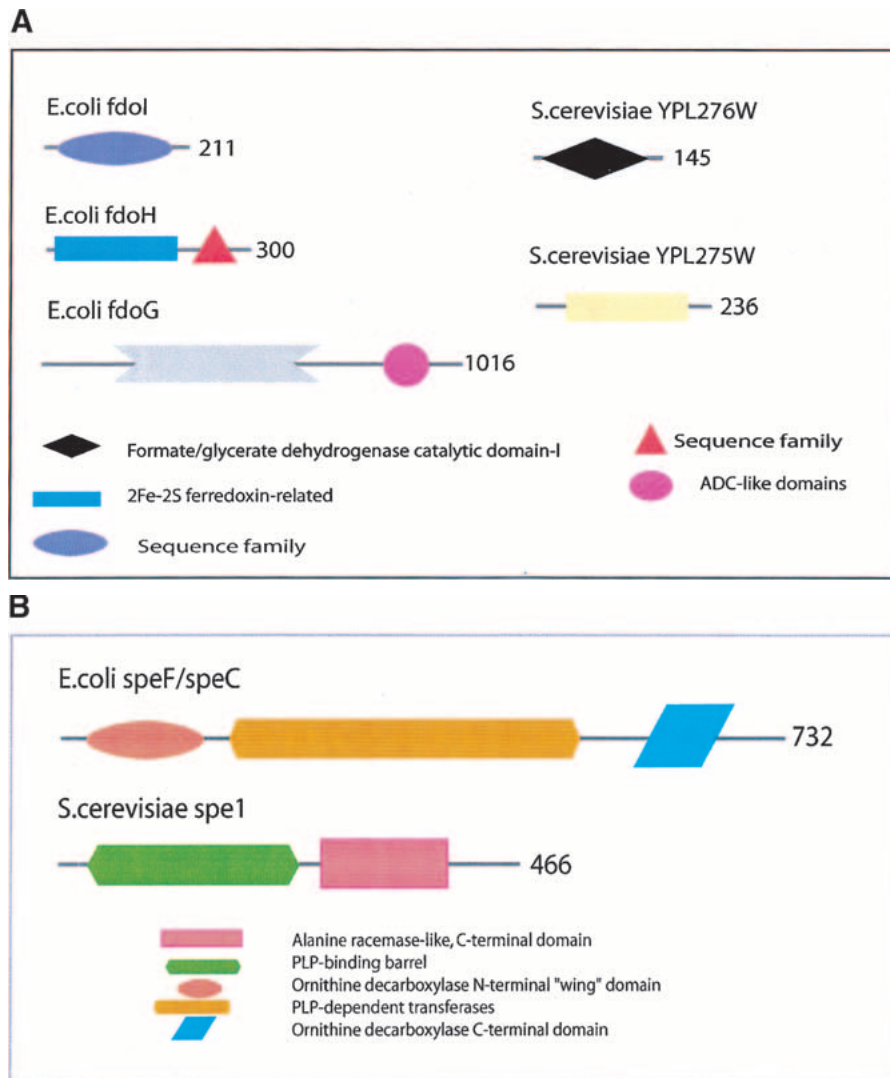 A
E.coli fdoI
211
S.cerevisiae YPL276W
145
E.coli fdoH
300
S.cerevisiae YPL275W
236
E.coli fdoG
1016
Formate/glycerate dehydrogenase catalytic domain-I
2Fe-2S ferredoxin-related
Sequence family
Sequence family
ADC-like domains
B
E.coli speF/speC
732
S.cerevisiae spe1
466
Alanine racemase-like, C-terminal domain
PLP-binding barrel
Ornithine decarboxylase N-terminal "wing" domain
PLP-dependent transferases
Ornithine decarboxylase C-terminal domain